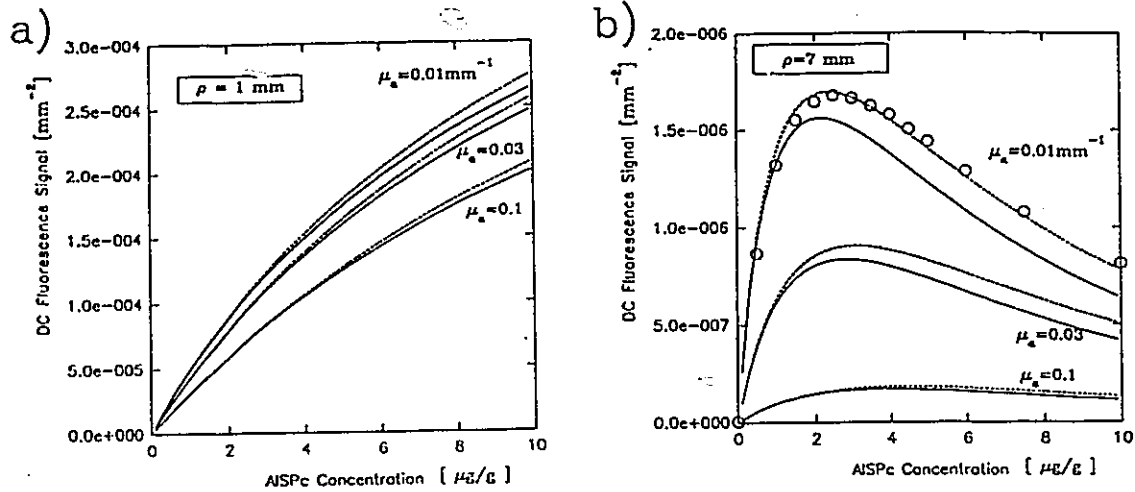 a)
3.0e-004
2.5e-004
2.0e-004
1.5e-004
1.0e-004
5.0e-005
0.0e+000
DC Fluorescence Signal [mm⁻²]
ρ = 1 mm
μₐ=0.01mm⁻¹
μₐ=0.03
μₐ=0.1
0 2 4 6 8 10
AlSPc Concentration [ μg/g ]
b)
2.0e-006
1.5e-006
1.0e-006
5.0e-007
0.0e+000
DC Fluorescence Signal [mm⁻²]
ρ=7 mm
μₐ=0.01mm⁻¹
μₐ=0.03
μₐ=0.1
0 2 4 6 8 10
AlSPc Concentration [ μg/g ]